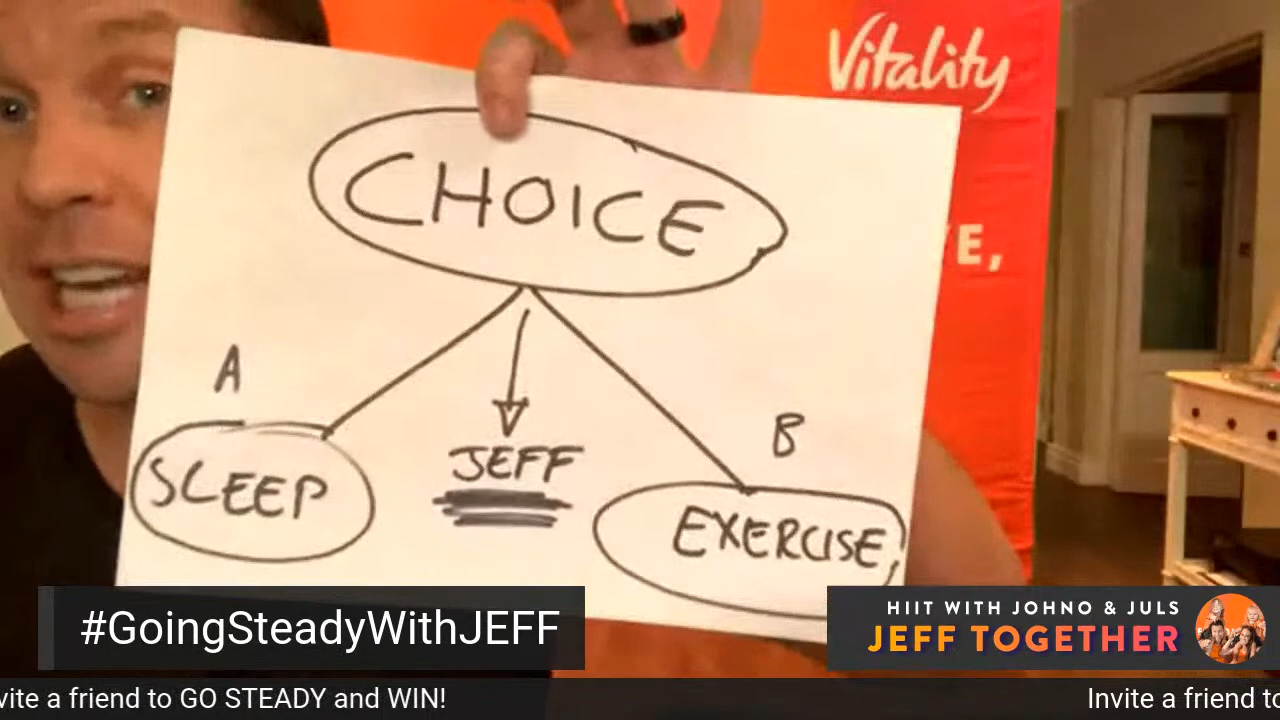 Vitality
CHOICE
E,
A
B
JEFF
SLEEP
EXERCISE
#GoingSteadyWithJEFF
HIIT WITH JOHNO & JULS
JEFF TOGETHER
vite a friend to GO STEADY and WIN!
Invite a friend to